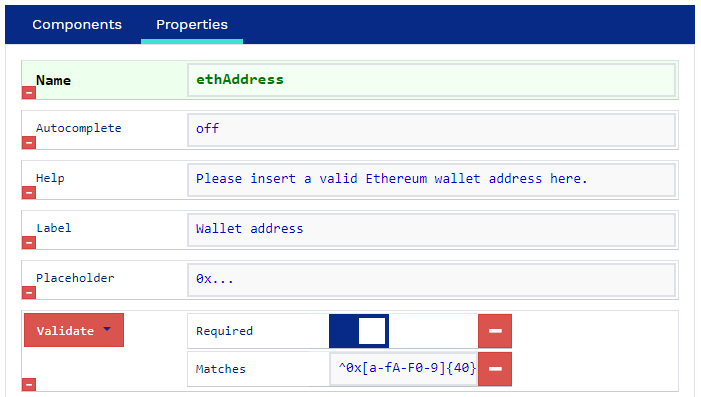 Components Properties
Name ethAddress
Autocomplete off
Help Please insert a valid Ethereum wallet address here.
Label Wallet address
Placeholder 0x...
Validate Required
Matches ^0x[a-fA-F0-9]{40}